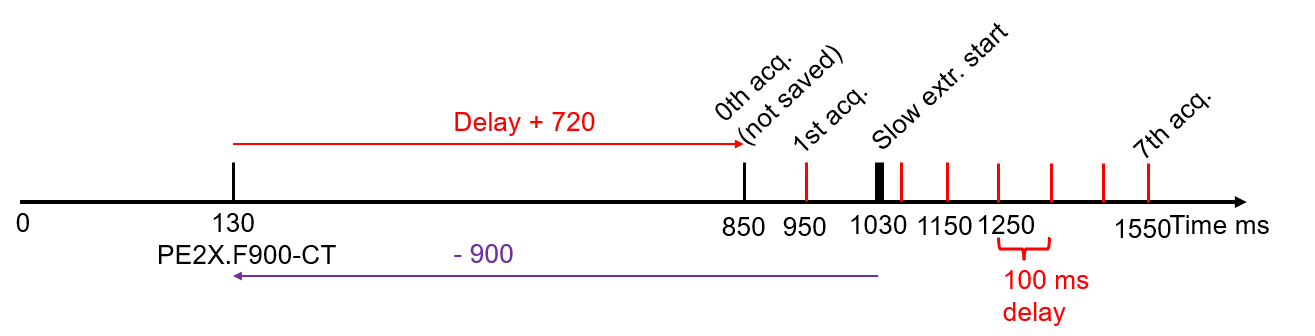 0th acq.
(not saved)
1st acq.
Slow extr. start
7th acq.
Delay + 720
0
130
850
950
1030
1150
1250
1550
Time ms
PE2X.F900-CT
- 900
100 ms
delay